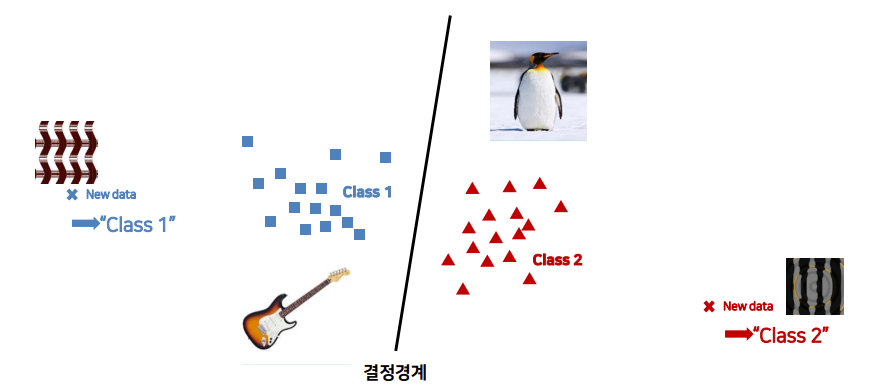 New data
"Class 1"
Class 1
Class 2
New data
"Class 2"
결정경계